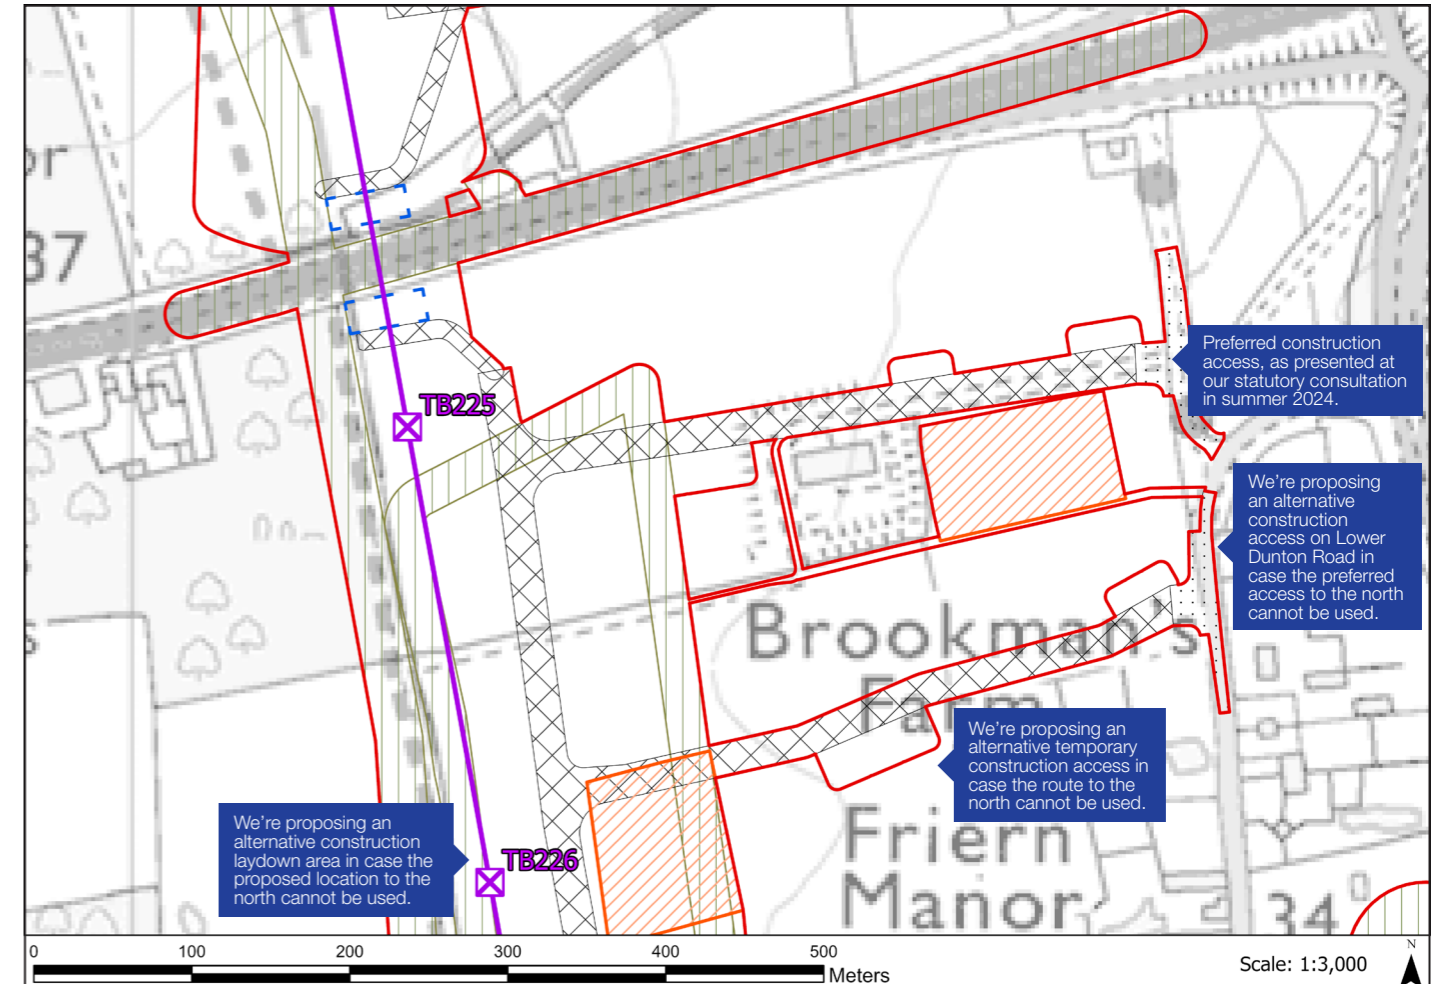 or
37
TB225
Preferred construction
access, as presented at
our statutory consultation
in summer 2024.
We're proposing
an alternative
construction
access on Lower
Dunton Road in
case the preferred
access to the north
cannot be used.
Brookman's
Farm
We're proposing an
alternative temporary
construction access in
case the route to the
north cannot be used.
We're proposing an
alternative construction
laydown area in case the
proposed location to the
north cannot be used.
TB226
Friern
Manor
34
0 100 200 300 400 500
Meters
Scale: 1:3,000
N